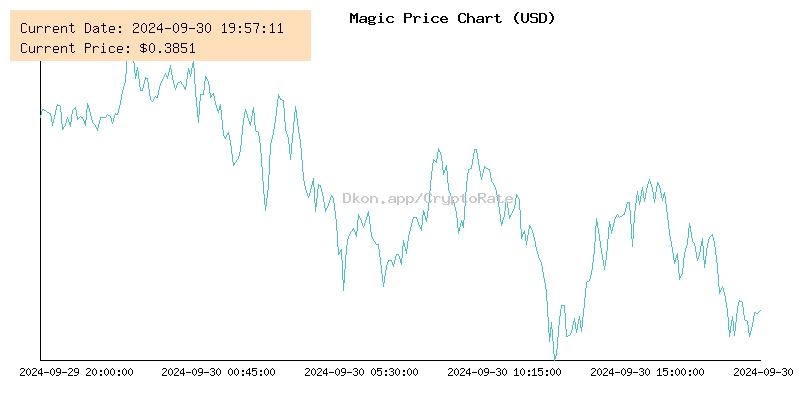 Magic Price Chart (USD)
Current Date: 2024-09-30 19:57:11
Current Price: $0.3851
Dkon.app/CryptoRate
2024-09-29 20:00:00
2024-09-30 00:45:00
2024-09-30 05:30:00
2024-09-30 10:15:00
2024-09-30 15:00:00
2024-09-30